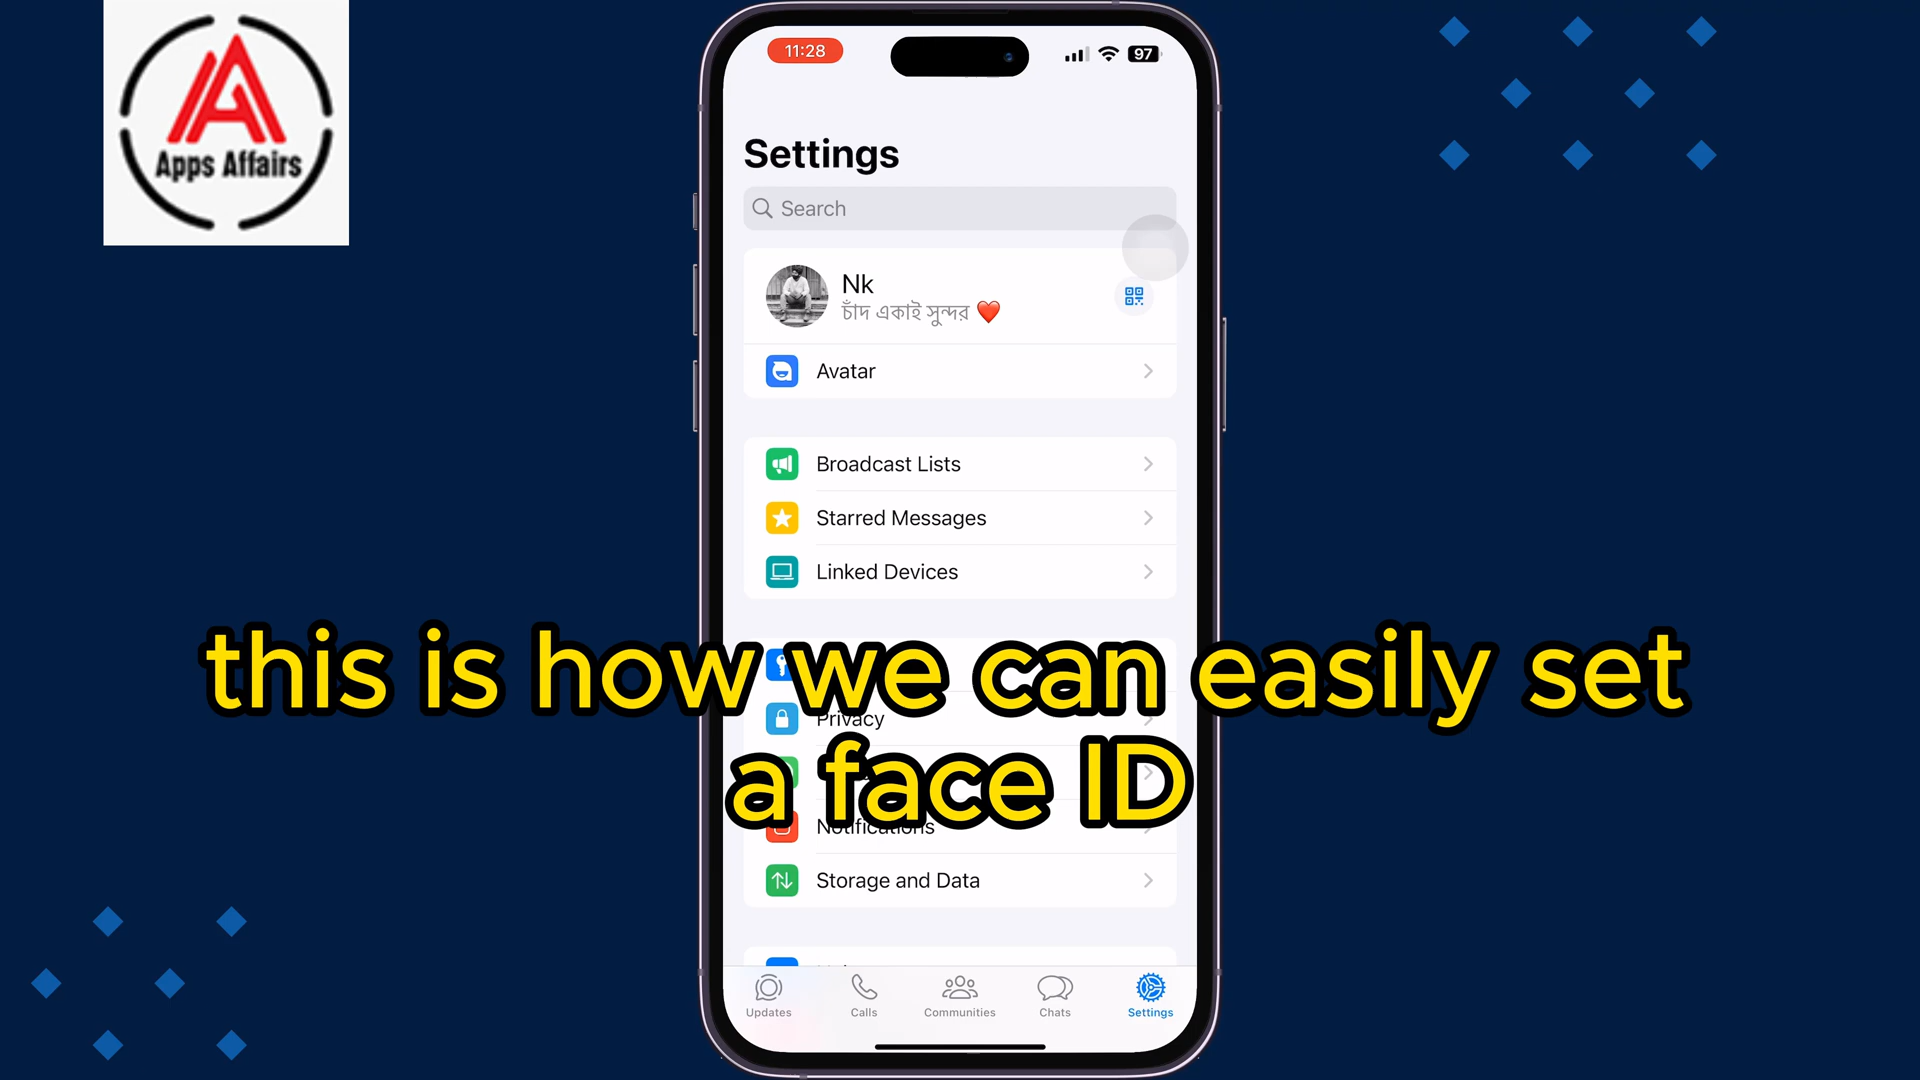 Apps Affairs
11:28
97
Settings
Search
Nk
চাঁদ একাই সুন্দর ❤️
Avatar
Broadcast Lists
Starred Messages
Linked Devices
this is how we can easily set
Privacy
a face ID
Notifications
Storage and Data
Updates
Calls
Communities
Chats
Settings